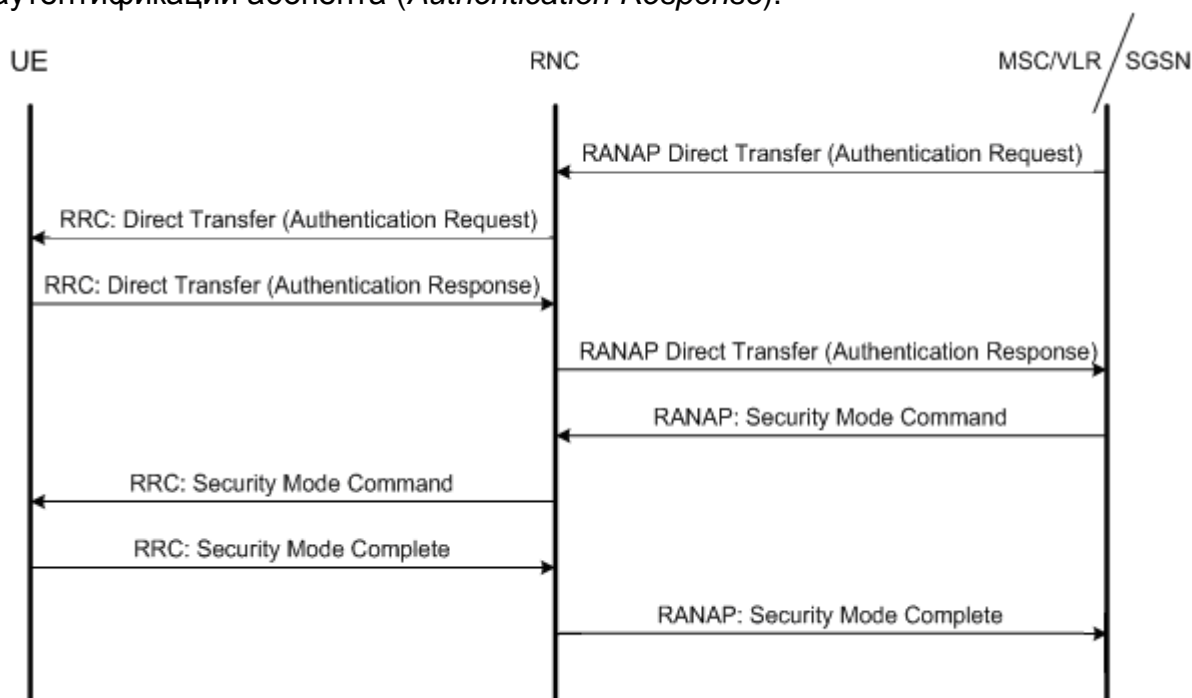 аутентификации абонента (Authentication Response).
UE RNC MSC/VLR SGSN
RANAP Direct Transfer (Authentication Request)
RRC: Direct Transfer (Authentication Request)
RRC: Direct Transfer (Authentication Response)
RANAP Direct Transfer (Authentication Response)
RANAP: Security Mode Command
RRC: Security Mode Command
RRC: Security Mode Complete
RANAP: Security Mode Complete